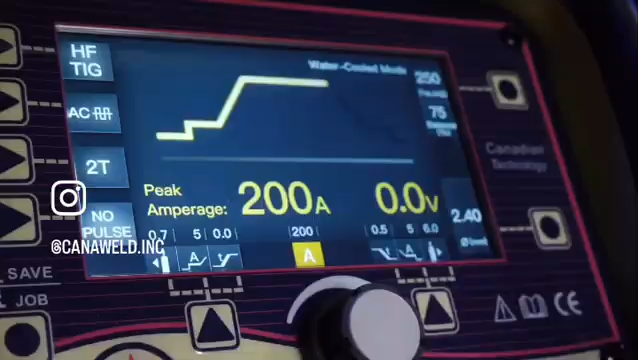 HF
TIG
Water-Cooled Mode
250
AC
75
2T
Canadian
Technology
Peak
Amperage:
200A
0.0V
NO
PULSE
2.40
0.7
5
0.0
200
0.5
5
6.0
@CANAWELD.INC
A
A
A
SAVE
JOB
CE